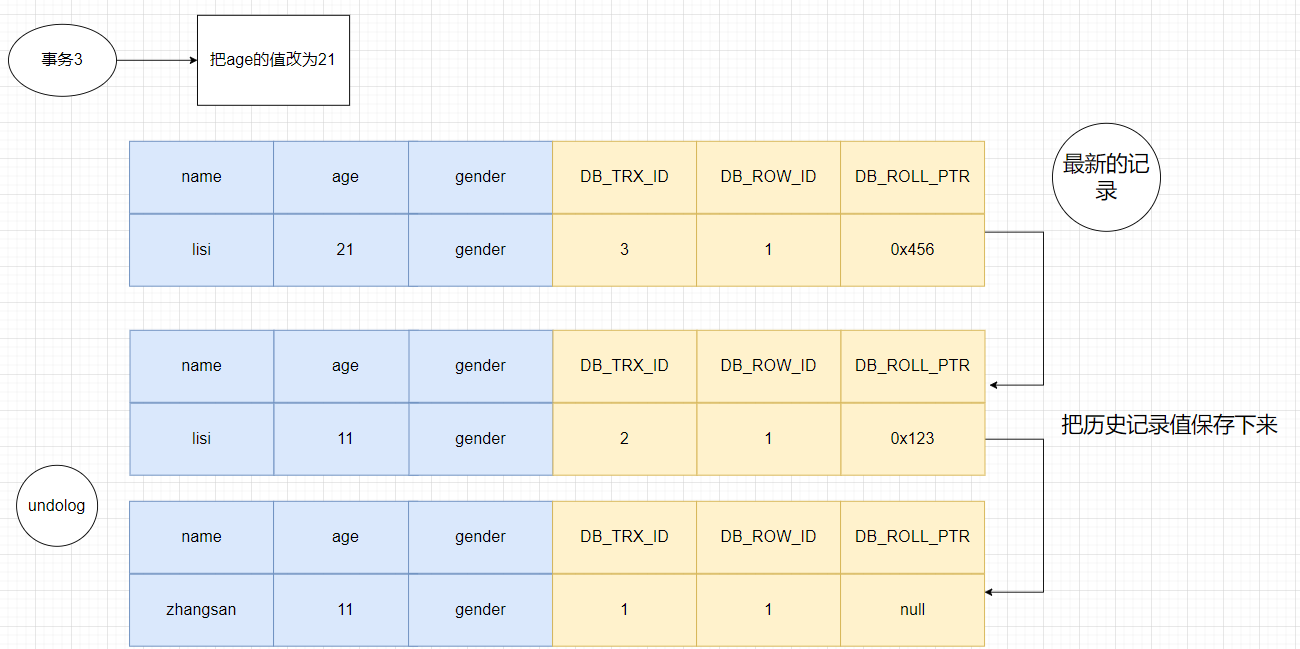 事务3
把age的值改为21
name age gender DB_TRX_ID DB_ROW_ID DB_ROLL_PTR
最新的记
录
lisi 21 gender 3 1 0x456
name age gender DB_TRX_ID DB_ROW_ID DB_ROLL_PTR
lisi 11 gender 2 1 0x123
把历史记录值保存下来
undolog
name age gender DB_TRX_ID DB_ROW_ID DB_ROLL_PTR
zhangsan 11 gender 1 1 null